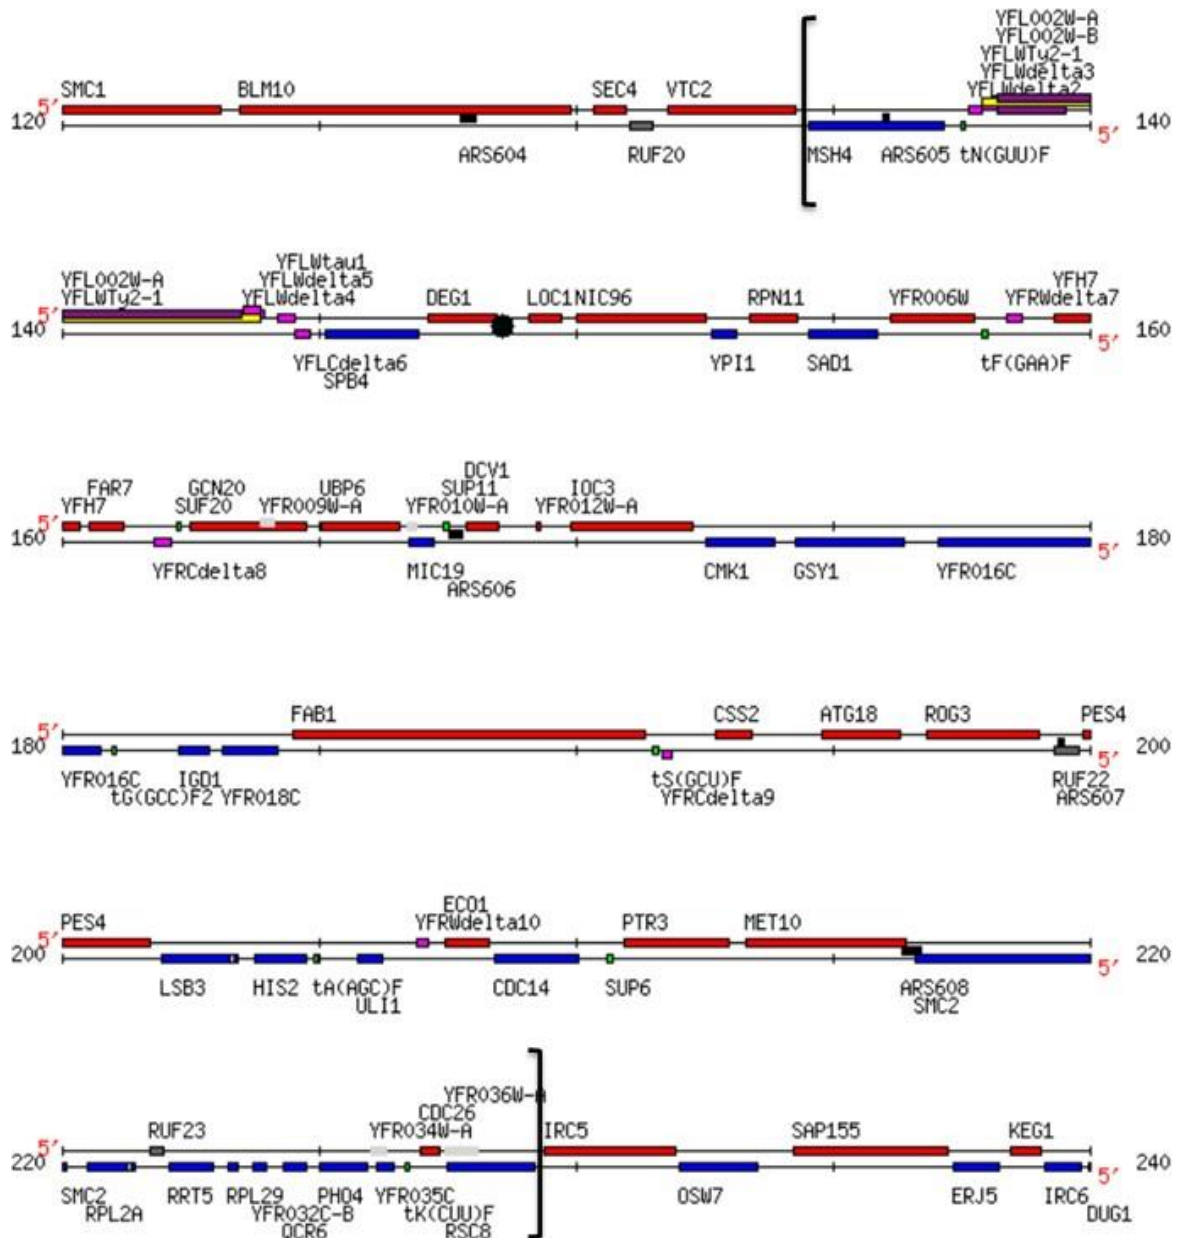 YFL002W-A
YFL002W-B
YFLWTy2-1
YFLWdelta3
SMC1 BLM10 SEC4 VTC2 YFLWdelta2
5′
120 140
5′
ARS604 RUF20 MSH4 ARS605 tN(GUU)F
YFLWtau1
YFL002W-A YFLWdelta5 YFH7
YFLWTy2-1 YFLWdelta4 DEG1 LOC1 NIC96 RPN11 YFR006W YFRWdelta7
5′
140 160
5′
YFLCdelta6 YPI1 SAD1 tF(GAA)F
SPB4
DCV1
FAR7 GCN20 UBP6 SUP11 IOC3
YFH7 SUF20 YFR009W-A YFR010W-A YFR012W-A
5′
160 180
5′
YFRCdelta8 MIC19 CMK1 GSY1 YFR016C
ARS606
FAB1 CSS2 ATG18 ROG3 PES4
5′
180 200
5′
YFR016C IGD1 tS(GCU)F RUF22
tG(GCC)F2 YFR018C YFRCdelta9 ARS607
ECO1
PES4 YFRWdelta10 PTR3 MET10
5′
200 220
5′
LSB3 HIS2 tA(AGC)F CDC14 SUP6 ARS608
ULI1 SMC2
YFR036W-A
CDC26
RUF23 YFR034W-A IRC5 SAP155 KEG1
5′
220 240
5′
SMC2 RRT5 RPL29 PHO4 YFR035C OSW7 ERJ5 IRC6
RPL2A YFR032C-B tK(CUU)F DUG1
QCR6 RSC8